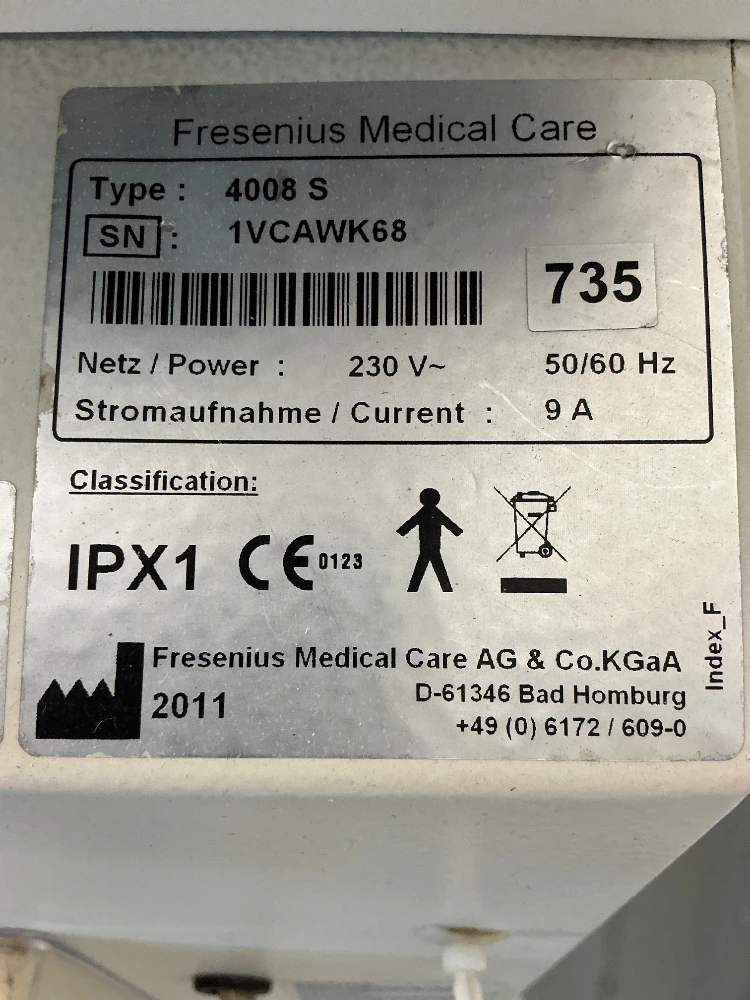 Fresenius Medical Care
Type : 4008 S
SN : 1VCAWK68
735
Netz / Power : 230 V~ 50/60 Hz
Stromaufnahme / Current : 9 A
Classification:
IPX1 CE 0123
Index_F
Fresenius Medical Care AG & Co.KGaA
2011 D-61346 Bad Homburg
+49 (0) 6172 / 609-0